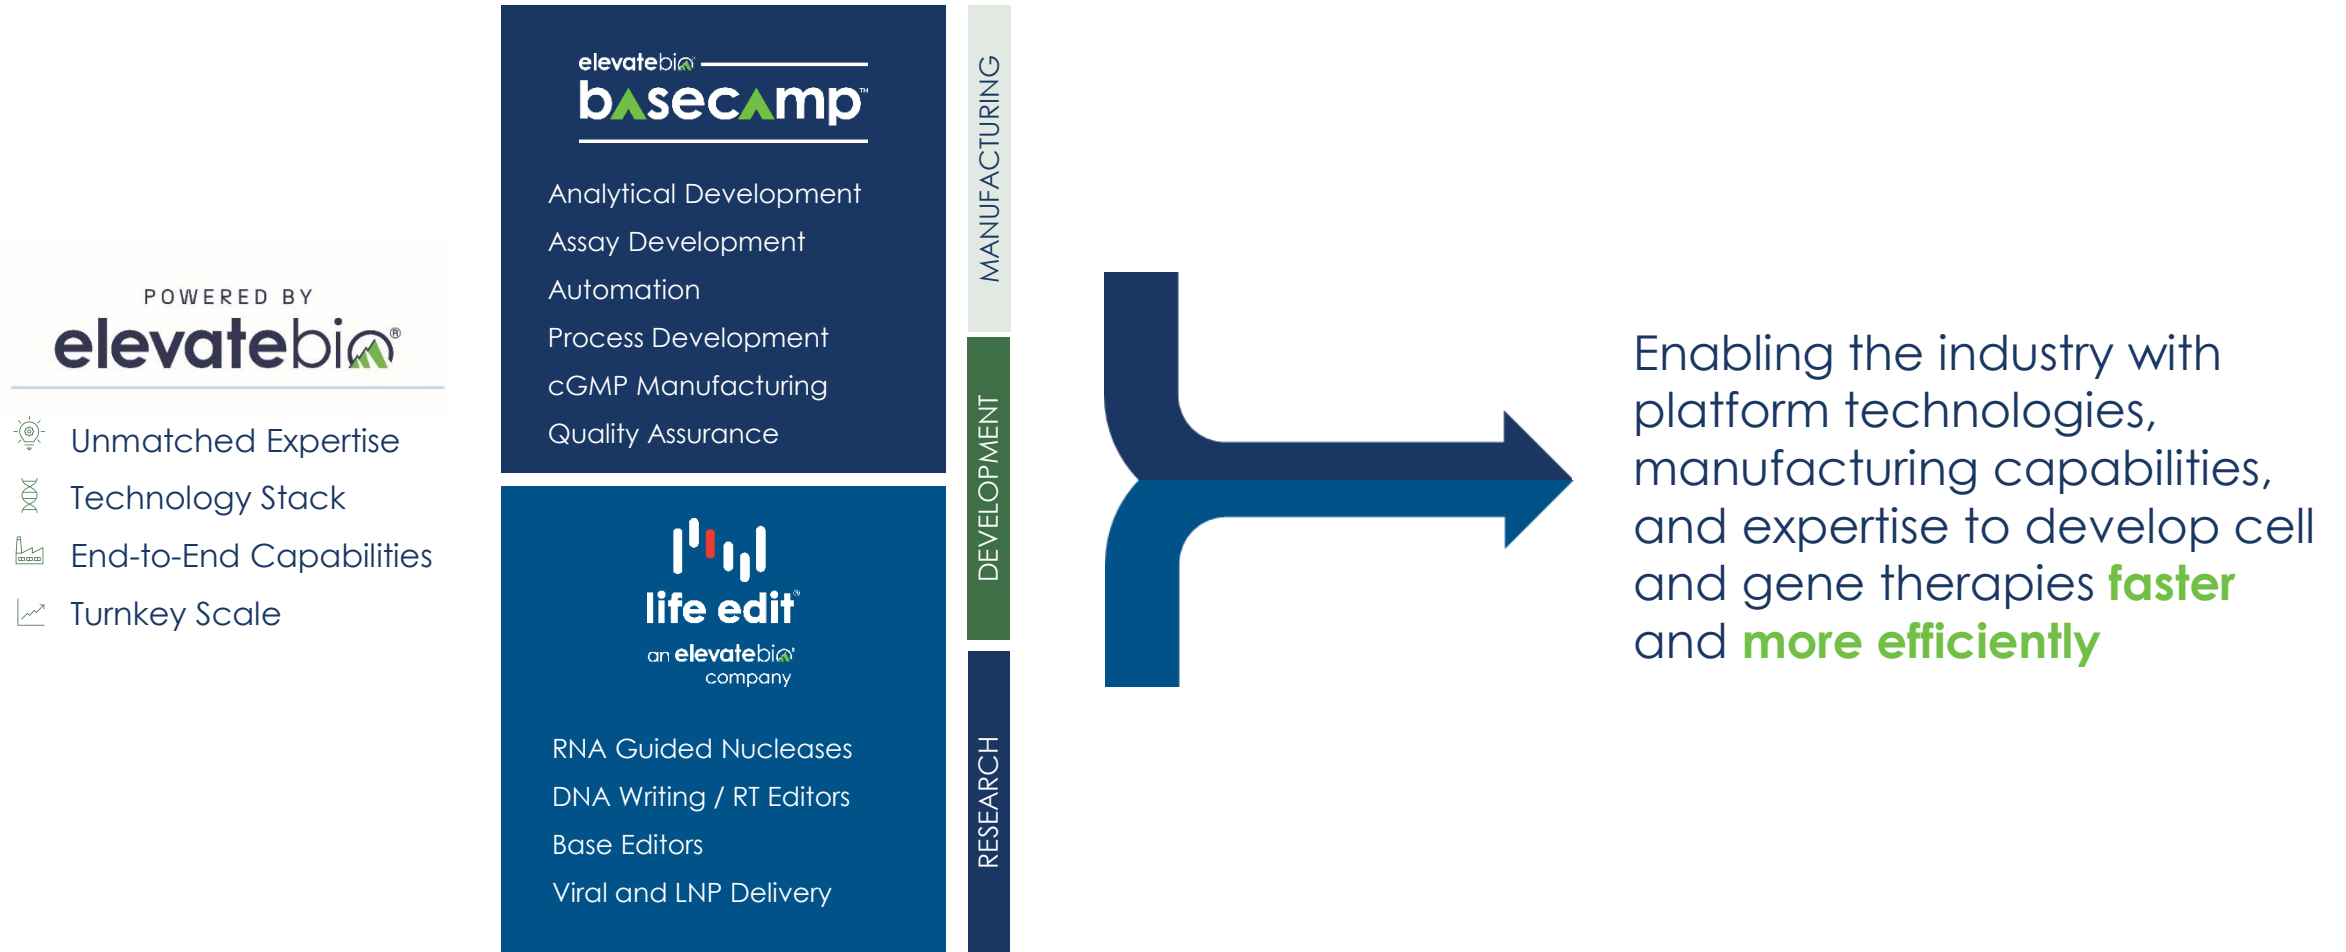 POWERED BY
elevatebio®
Unmatched Expertise
Technology Stack
End-to-End Capabilities
Turnkey Scale
elevatebio
basecamp™
Analytical Development
Assay Development
Automation
Process Development
cGMP Manufacturing
Quality Assurance
life edit®
an elevatebio
company
RNA Guided Nucleases
DNA Writing / RT Editors
Base Editors
Viral and LNP Delivery
MANUFACTURING
DEVELOPMENT
RESEARCH
Enabling the industry with
platform technologies,
manufacturing capabilities,
and expertise to develop cell
and gene therapies faster
and more efficiently